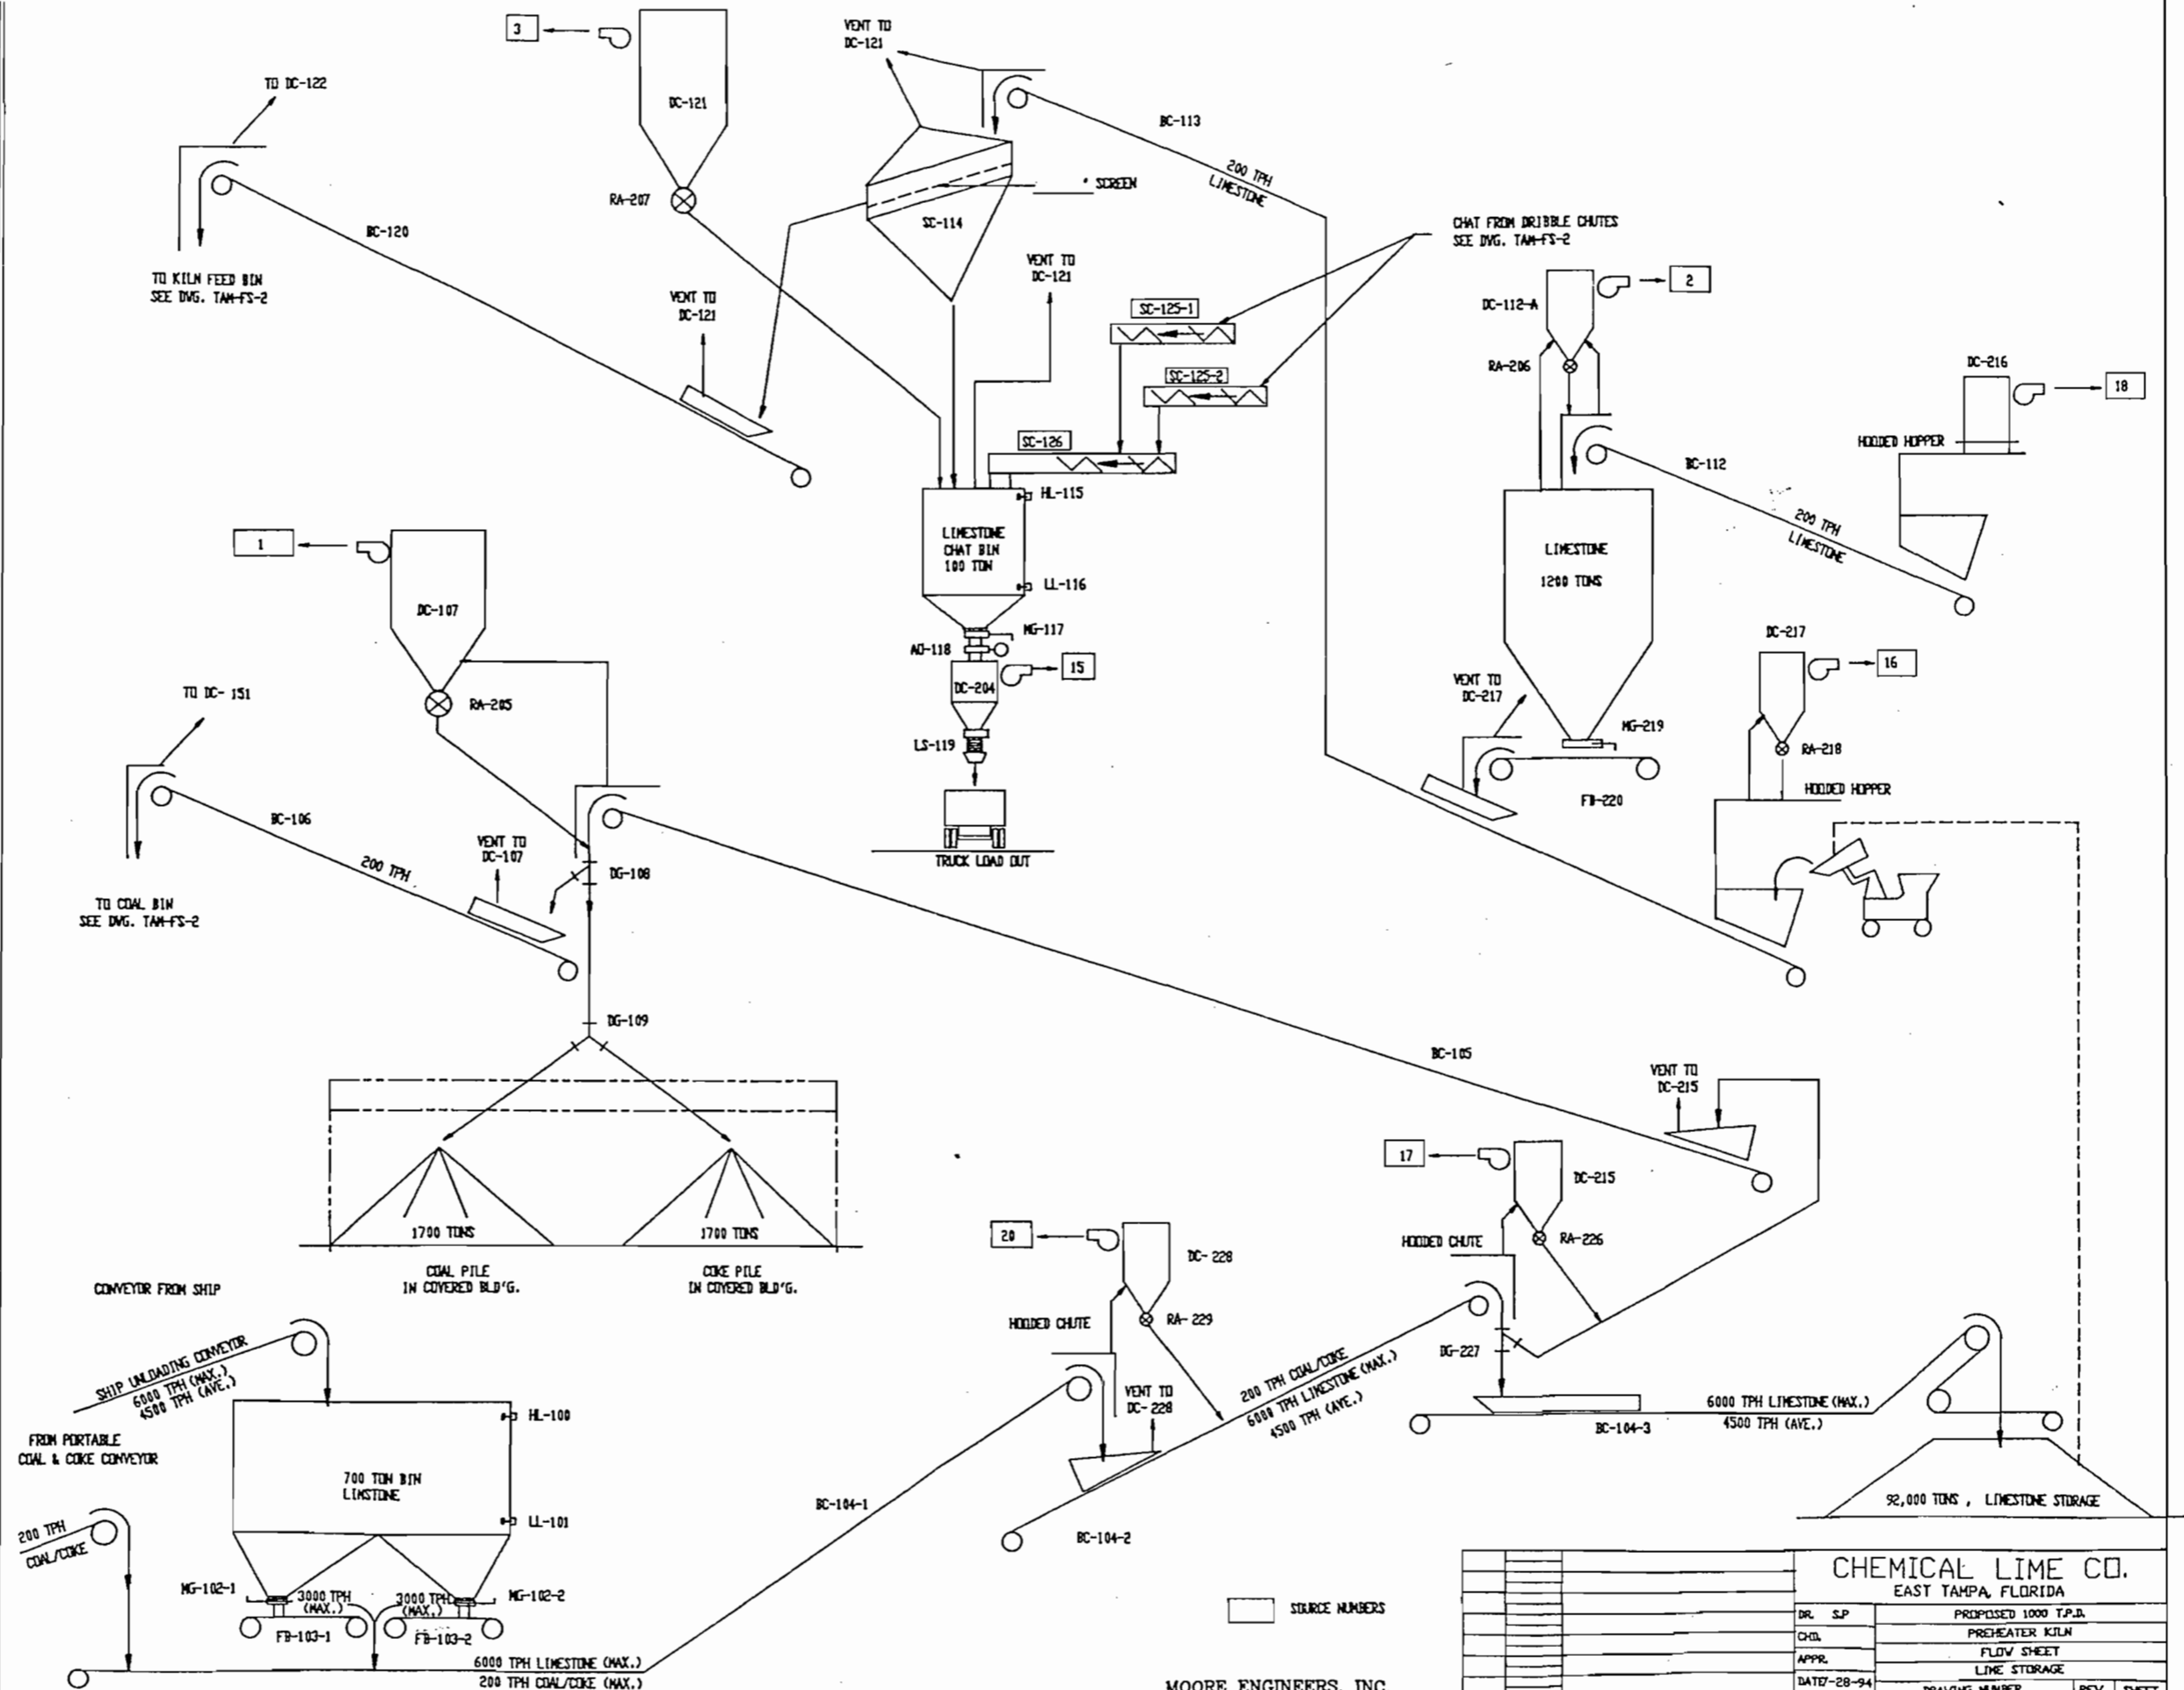 3
VENT TO
DC-121
TO DC-122
DC-121
BC-113
200 TPH
LIMESTONE
RA-207
" SCREEN
SC-114
BC-120
CHAT FROM DRIBBLE CHUTES
SEE DWG. TAM-FS-2
TO KILN FEED BIN
SEE DWG. TAM-FS-2
VENT TO
DC-121
VENT TO
DC-121
SC-125-1
SC-125-2
SC-126
DC-112-A
2
RA-206
DC-216
18
HOODED HOPPER
BC-112
200 TPH
LIMESTONE
HL-115
LIMESTONE
CHAT BIN
100 TON
LL-116
MG-117
AO-118
DC-204
15
LS-119
TRUCK LOAD OUT
LIMESTONE
1200 TONS
DC-217
16
VENT TO
DC-217
MG-219
RA-218
FB-220
HOODED HOPPER
1
DC-107
RA-205
TO DC- 151
BC-106
200 TPH
VENT TO
DC-107
DG-108
TO COAL BIN
SEE DWG. TAM-FS-2
DG-109
BC-105
VENT TO
DC-215
1700 TONS
1700 TONS
COAL PILE
IN COVERED BLD'G.
COKE PILE
IN COVERED BLD'G.
17
DC-215
HOODED CHUTE
RA-226
20
DC- 228
HOODED CHUTE
RA- 229
DG-227
VENT TO
DC- 228
200 TPH COAL/COKE
6000 TPH LIMESTONE (MAX.)
4500 TPH (AVE.)
6000 TPH LIMESTONE (MAX.)
4500 TPH (AVE.)
BC-104-3
92,000 TONS , LIMESTONE STORAGE
CONVEYOR FROM SHIP
SHIP UNLOADING CONVEYOR
6000 TPH (MAX.)
4500 TPH (AVE.)
HL-100
FROM PORTABLE
COAL & COKE CONVEYOR
700 TON BIN
LIMSTONE
LL-101
200 TPH
COAL/COKE
MG-102-1
3000 TPH
(MAX.)
3000 TPH
(MAX.)
MG-102-2
FB-103-1
FB-103-2
BC-104-1
BC-104-2
6000 TPH LIMESTONE (MAX.)
200 TPH COAL/COKE (MAX.)
SOURCE NUMBERS
MOORE ENGINEERS, INC
CHEMICAL LIME CO.
EAST TAMPA, FLORIDA
DR. S.P
PROPOSED 1000 T.P.D.
CHD.
PREHEATER KILN
APPR.
FLOW SHEET
LIME STORAGE
DATE7-28-94
DRAWING NUMBER
REV.
SHEET